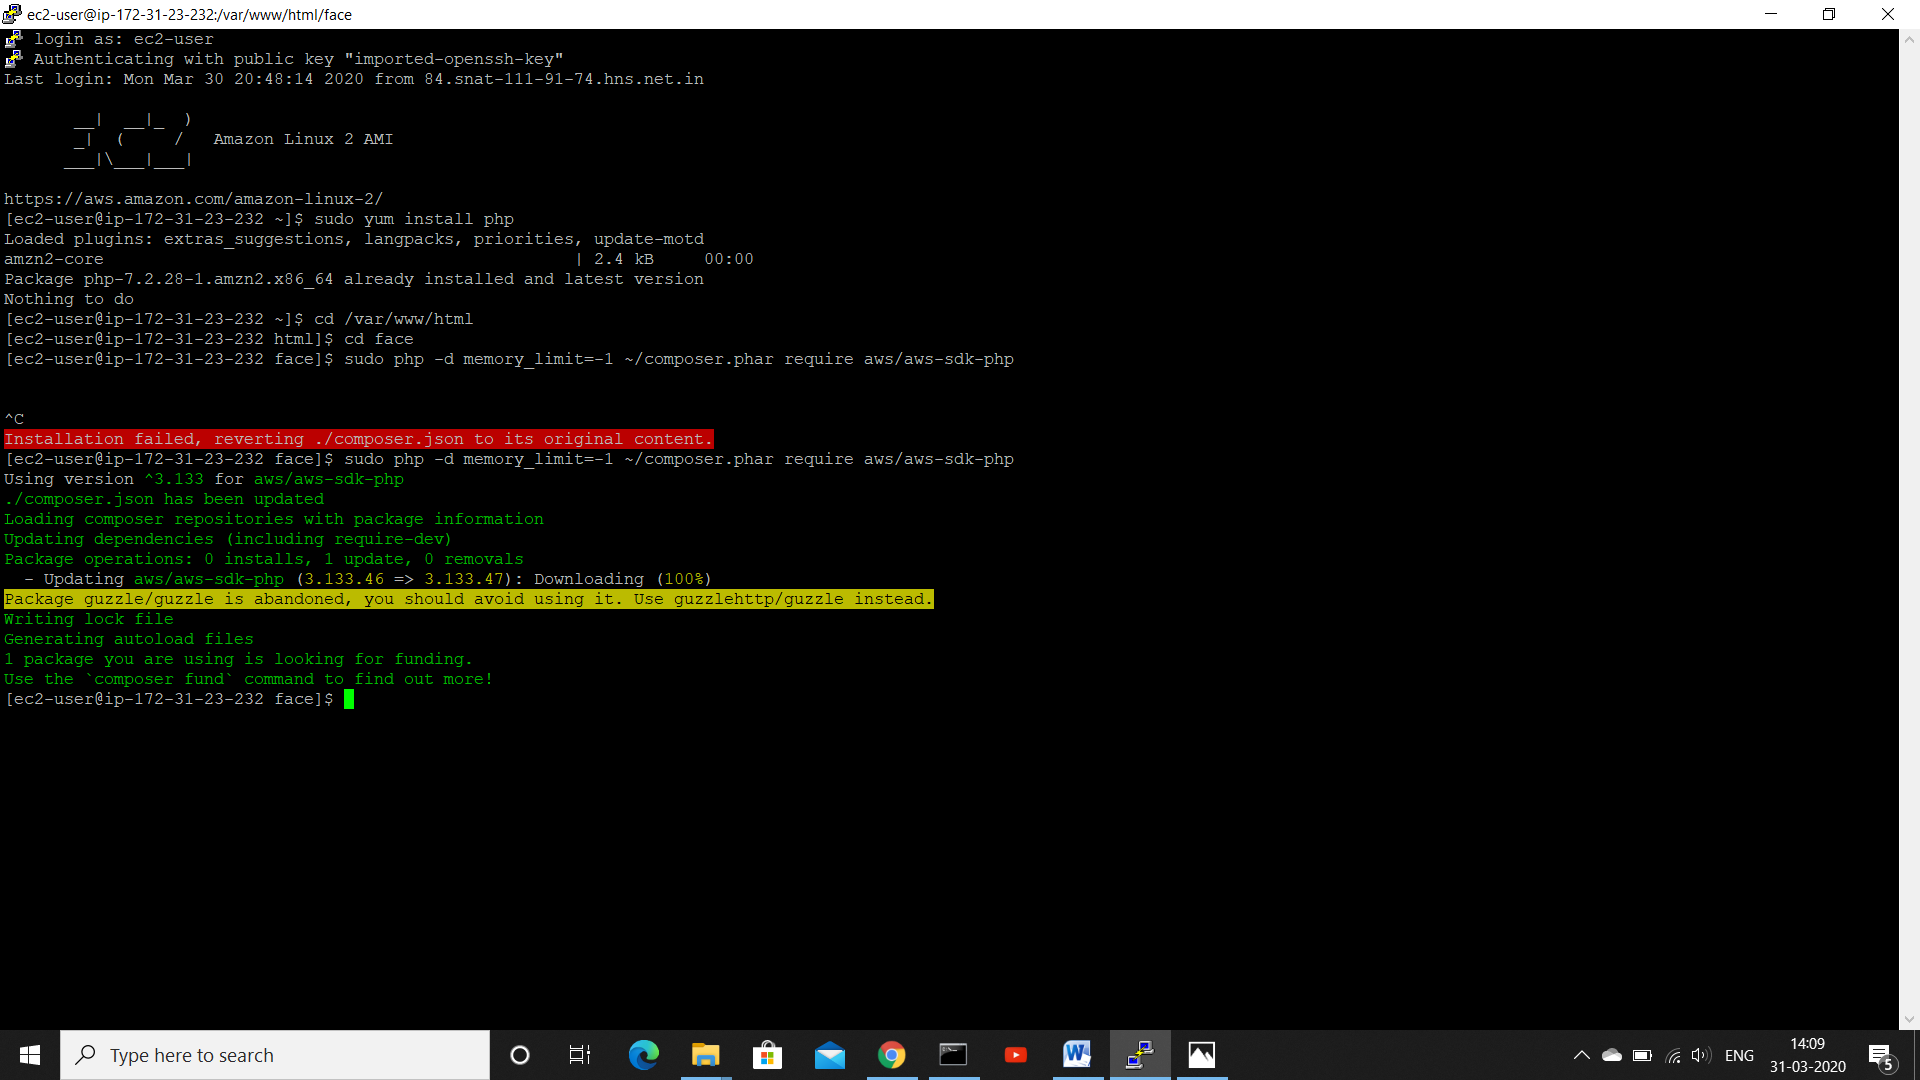 ec2-user@ip-172-31-23-232:/var/www/html/face
login as: ec2-user
Authenticating with public key "imported-openssh-key"
Last login: Mon Mar 30 20:48:14 2020 from 84.snat-111-91-74.hns.net.in
       __|  __|_  )
       _|  (     /   Amazon Linux 2 AMI
      ___|\___|___|
https://aws.amazon.com/amazon-linux-2/
[ec2-user@ip-172-31-23-232 ~]$ sudo yum install php
Loaded plugins: extras_suggestions, langpacks, priorities, update-motd
amzn2-core                                               | 2.4 kB     00:00
Package php-7.2.28-1.amzn2.x86_64 already installed and latest version
Nothing to do
[ec2-user@ip-172-31-23-232 ~]$ cd /var/www/html
[ec2-user@ip-172-31-23-232 html]$ cd face
[ec2-user@ip-172-31-23-232 face]$ sudo php -d memory_limit=-1 ~/composer.phar require aws/aws-sdk-php
^C
Installation failed, reverting ./composer.json to its original content.
[ec2-user@ip-172-31-23-232 face]$ sudo php -d memory_limit=-1 ~/composer.phar require aws/aws-sdk-php
Using version ^3.133 for aws/aws-sdk-php
./composer.json has been updated
Loading composer repositories with package information
Updating dependencies (including require-dev)
Package operations: 0 installs, 1 update, 0 removals
  - Updating aws/aws-sdk-php (3.133.46 => 3.133.47): Downloading (100%)
Package guzzle/guzzle is abandoned, you should avoid using it. Use guzzlehttp/guzzle instead.
Writing lock file
Generating autoload files
1 package you are using is looking for funding.
Use the `composer fund` command to find out more!
[ec2-user@ip-172-31-23-232 face]$
Type here to search
ENG
14:09
31-03-2020
5